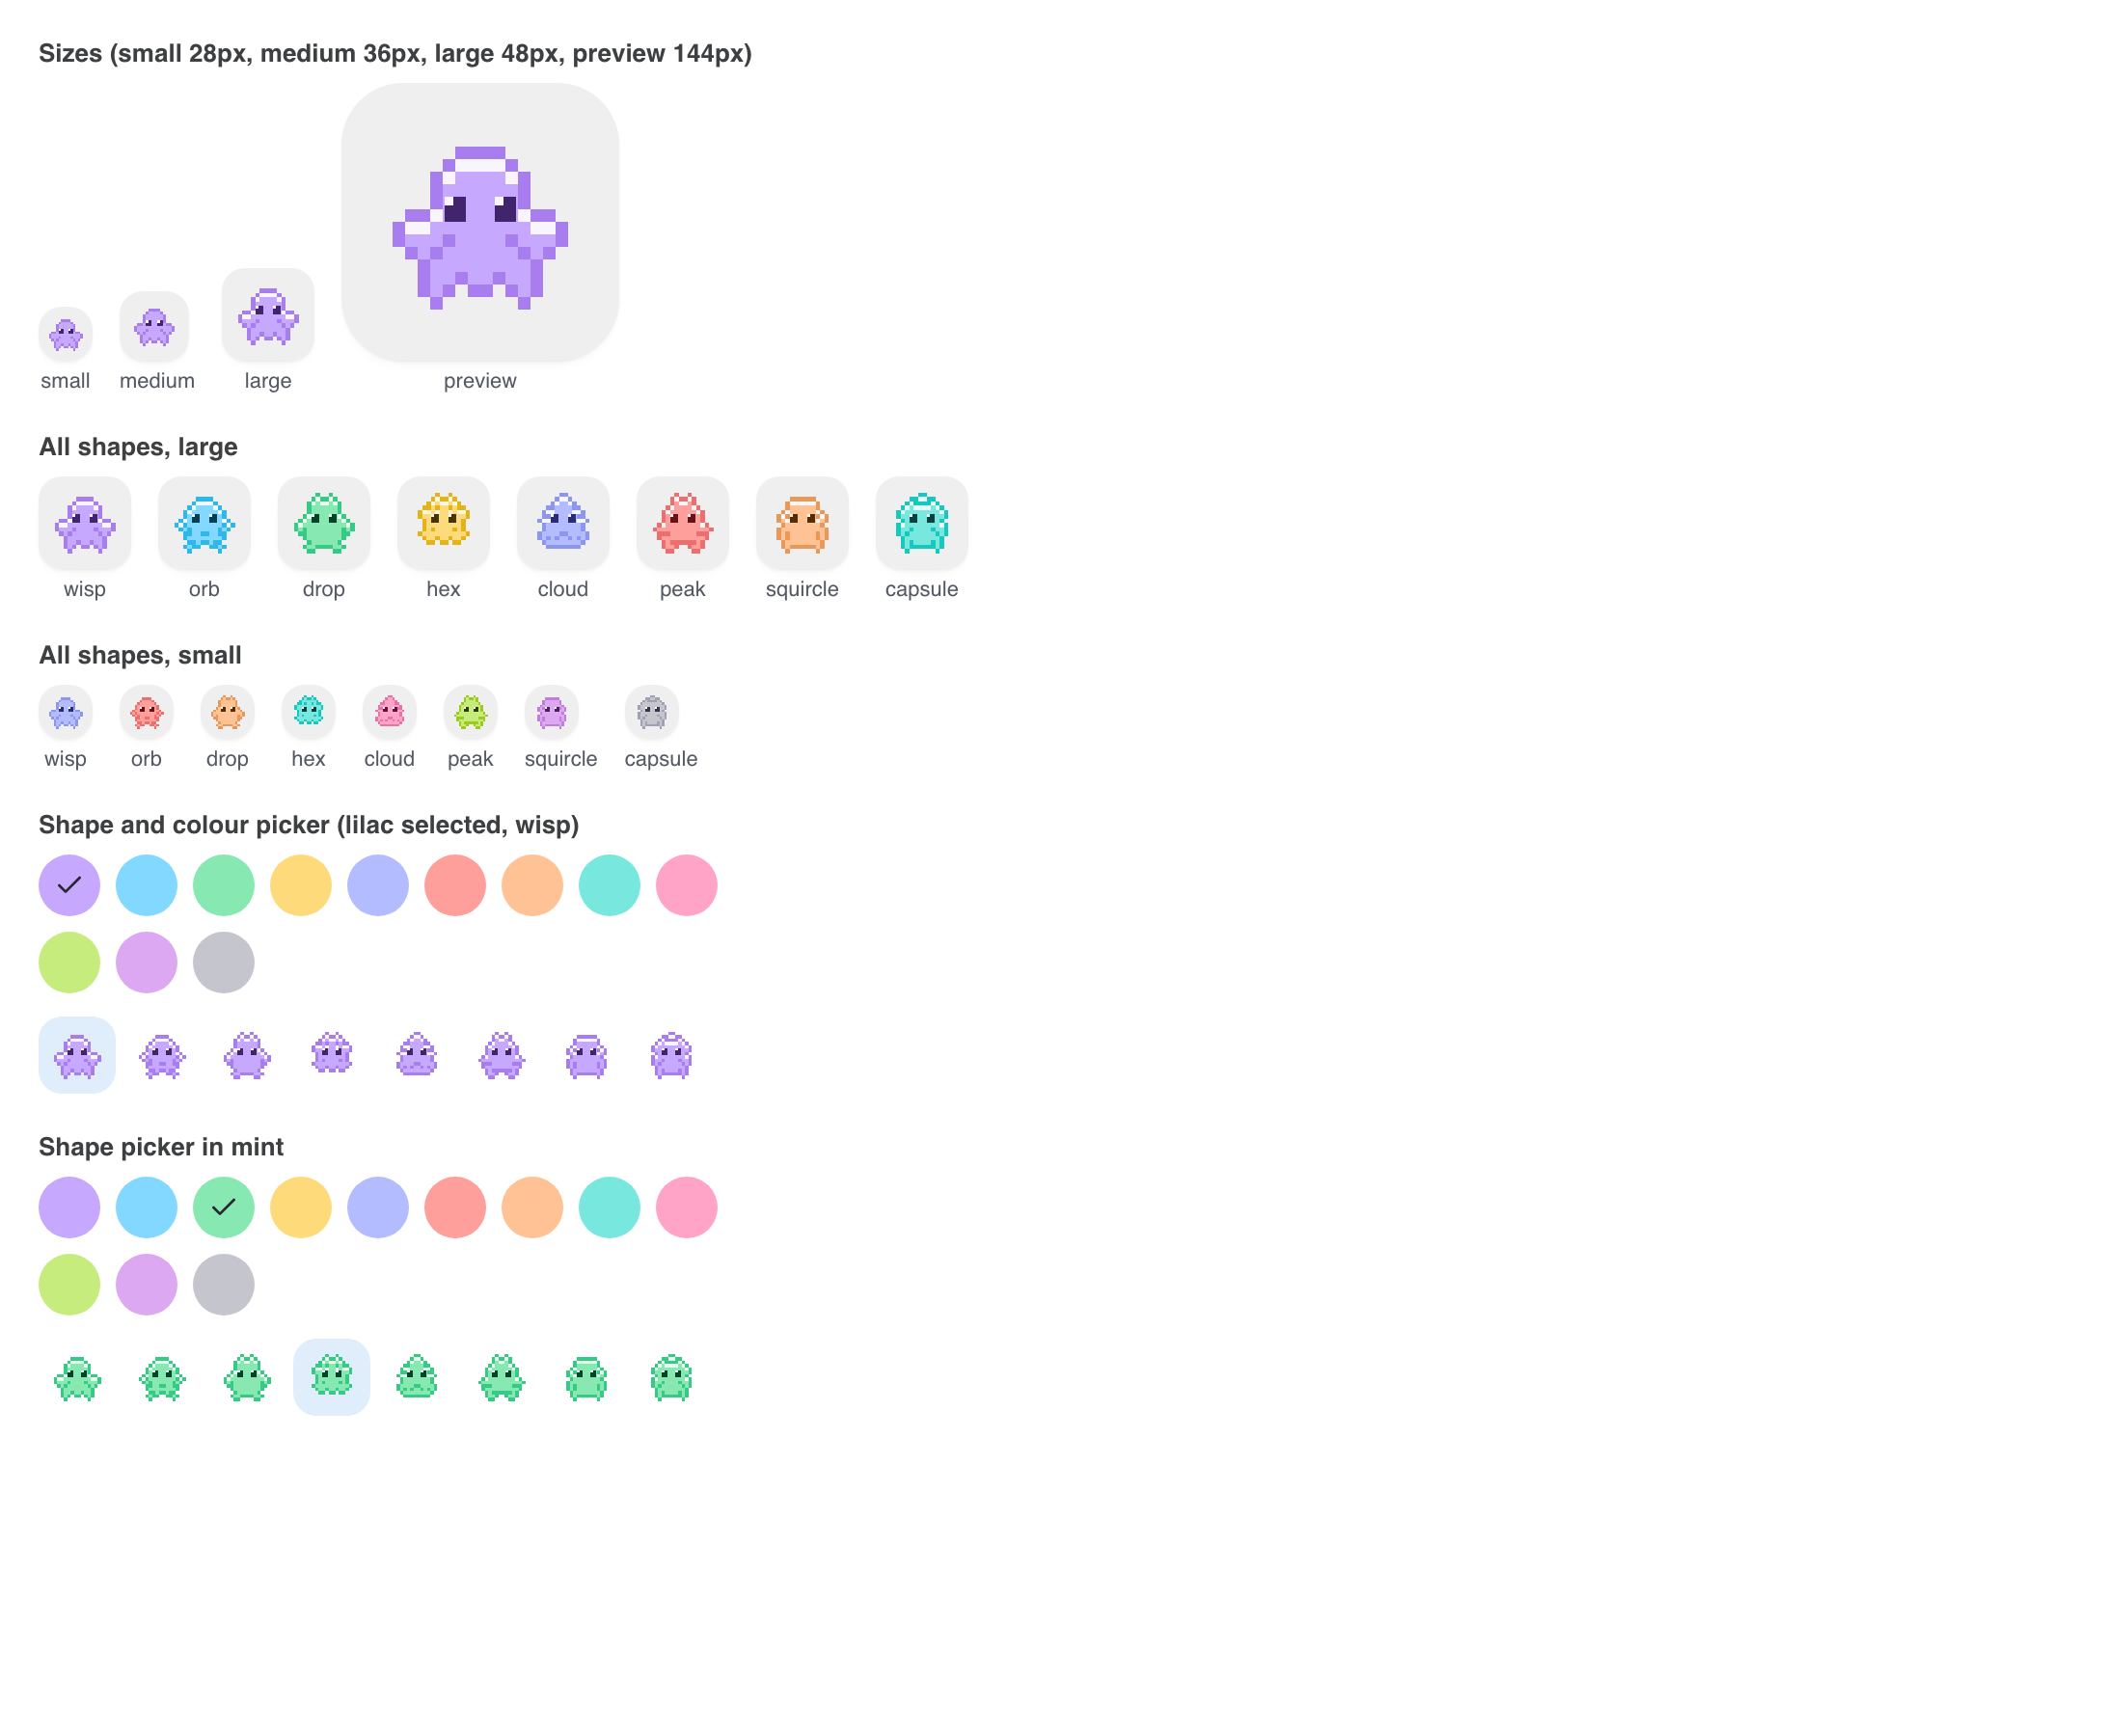 Sizes (small 28px, medium 36px, large 48px, preview 144px)
small medium large preview
All shapes, large
wisp orb drop hex cloud peak squircle capsule
All shapes, small
wisp orb drop hex cloud peak squircle capsule
Shape and colour picker (lilac selected, wisp)
Shape picker in mint